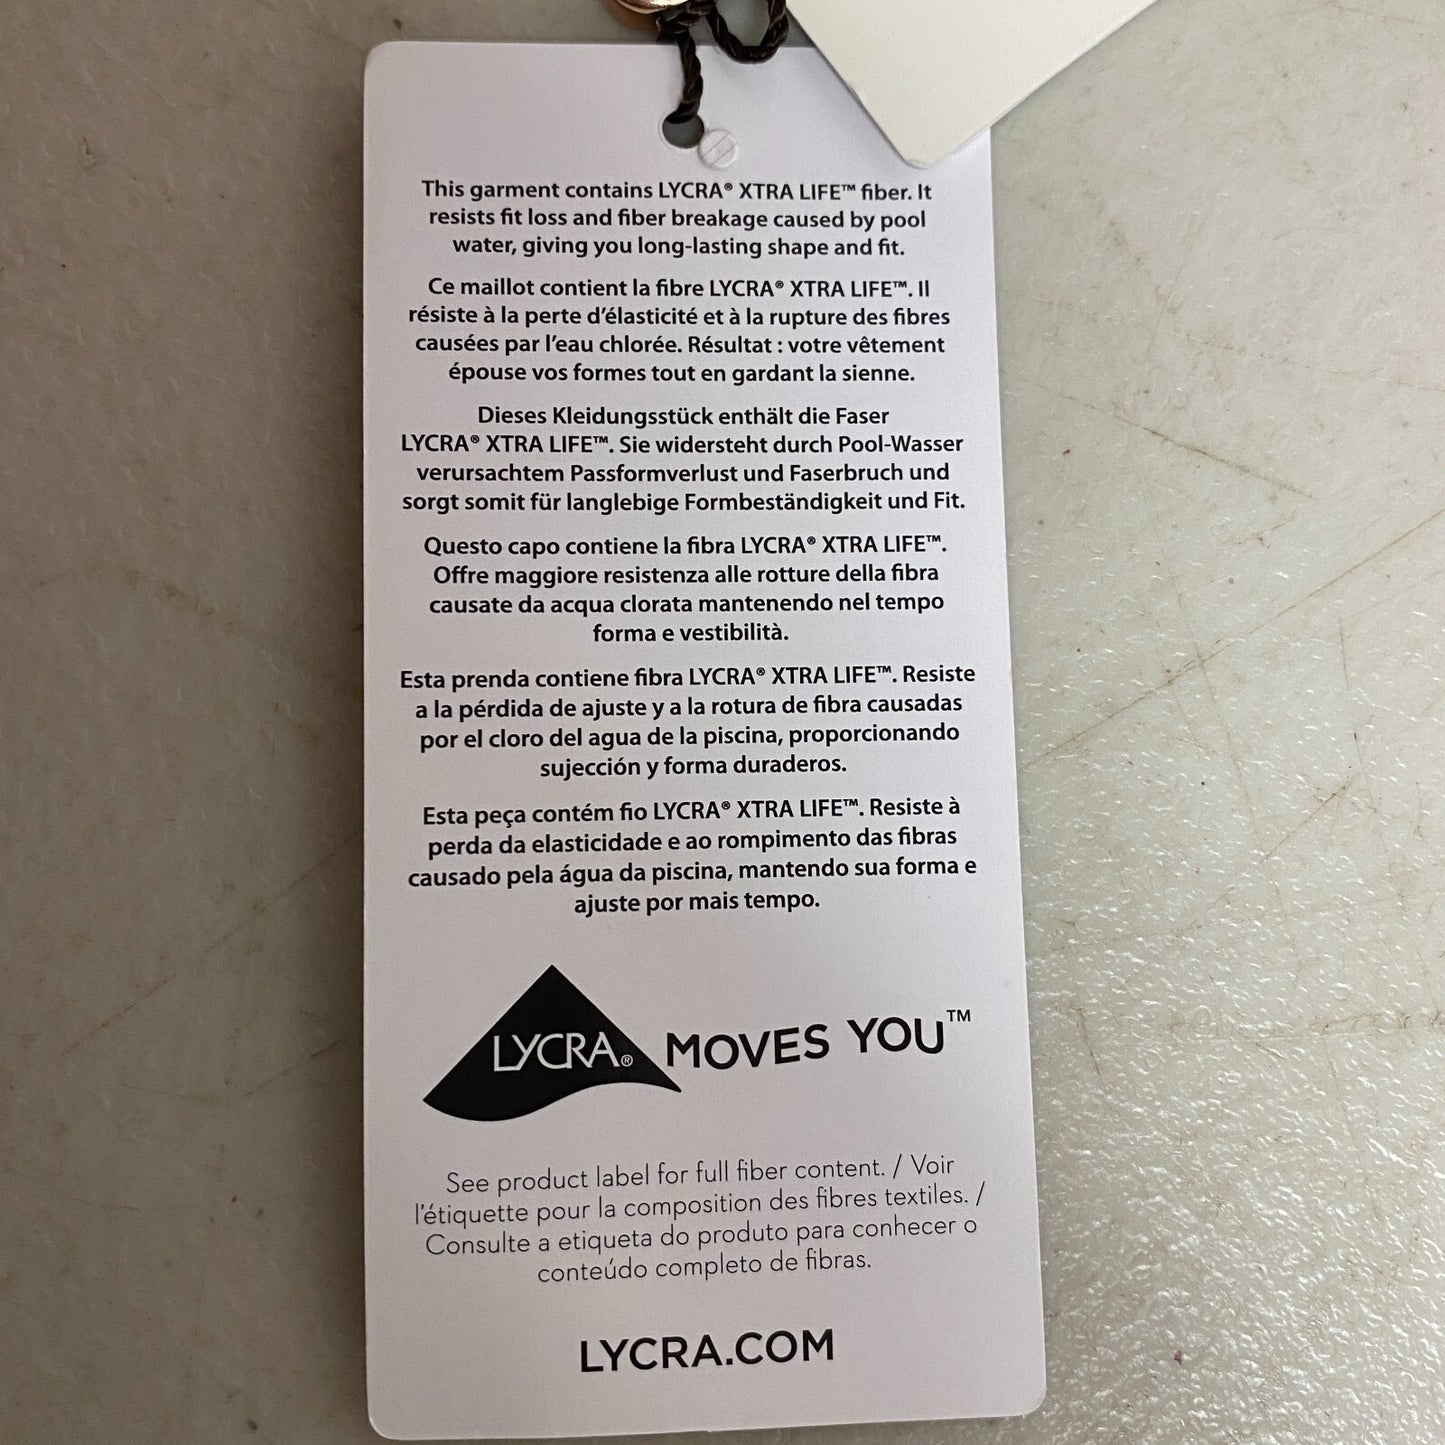 This garment contains LYCRA® XTRA LIFE™ fiber. It
resists fit loss and fiber breakage caused by pool
water, giving you long-lasting shape and fit.
Ce maillot contient la fibre LYCRA® XTRA LIFE™. Il
résiste à la perte d’élasticité et à la rupture des fibres
causées par l’eau chlorée. Résultat : votre vêtement
épouse vos formes tout en gardant la sienne.
Dieses Kleidungsstück enthält die Faser
LYCRA® XTRA LIFE™. Sie widersteht durch Pool-Wasser
verursachtem Passformverlust und Faserbruch und
sorgt somit für langlebige Formbeständigkeit und Fit.
Questo capo contiene la fibra LYCRA® XTRA LIFE™.
Offre maggiore resistenza alle rotture della fibra
causate da acqua clorata mantenendo nel tempo
forma e vestibilità.
Esta prenda contiene fibra LYCRA® XTRA LIFE™. Resiste
a la pérdida de ajuste y a la rotura de fibra causadas
por el cloro del agua de la piscina, proporcionando
sujección y forma duraderos.
Esta peça contém fio LYCRA® XTRA LIFE™. Resiste à
perda da elasticidade e ao rompimento das fibras
causado pela água da piscina, mantendo sua forma e
ajuste por mais tempo.
LYCRA® MOVES YOU™
See product label for full fiber content. / Voir
l’étiquette pour la composition des fibres textiles. /
Consulte a etiqueta do produto para conhecer o
conteúdo completo de fibras.
LYCRA.COM